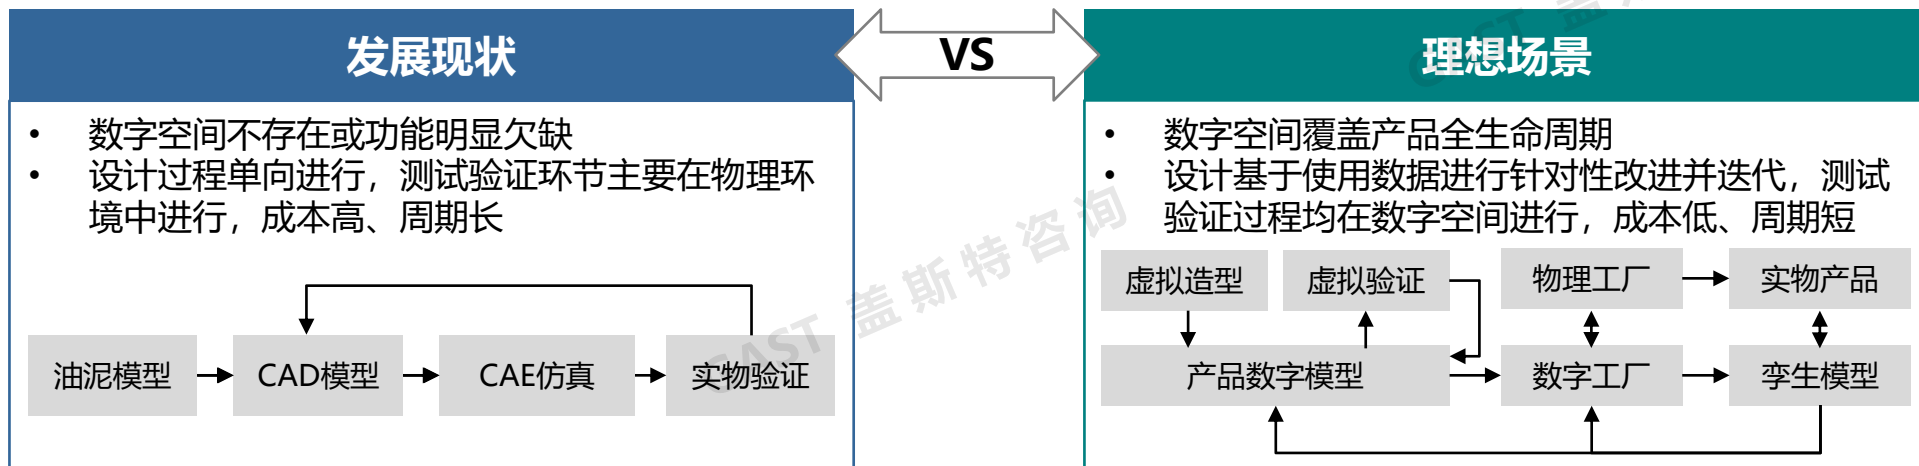 发展现状
VS
理想场景
• 数字空间不存在或功能明显欠缺
• 设计过程单向进行，测试验证环节主要在物理环
境中进行，成本高、周期长
• 数字空间覆盖产品全生命周期
• 设计基于使用数据进行针对性改进并迭代，测试
验证过程均在数字空间进行，成本低、周期短
油泥模型
CAD模型
CAE仿真
实物验证
虚拟造型
虚拟验证
物理工厂
实物产品
产品数字模型
数字工厂
孪生模型
GAST 盖斯特咨询